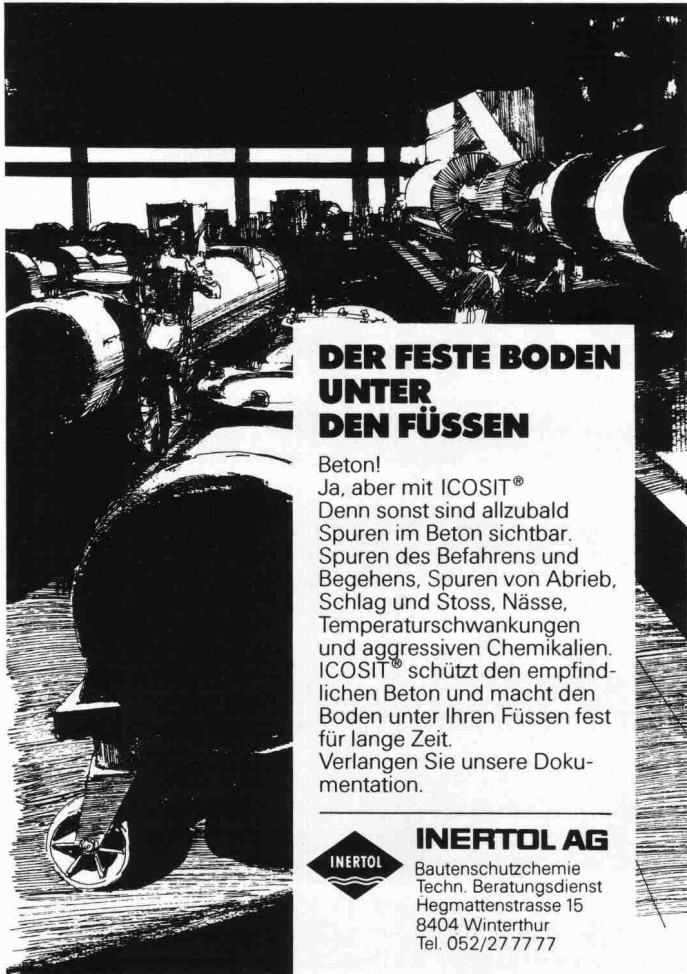 DER FESTE BODEN
UNTER
DEN FÜSSEN
Beton!
Ja, aber mit ICOSIT®
Denn sonst sind allzubald
Spuren im Beton sichtbar.
Spuren des Befahrens und
Begehens, Spuren von Abrieb,
Schlag und Stoss, Nässe,
Temperaturschwankungen
und aggressiven Chemikalien.
ICOSIT® schützt den empfind-
lichen Beton und macht den
Boden unter Ihren Füssen fest
für lange Zeit.
Verlangen Sie unsere Doku-
mentation.
INERTOL
INERTOL AG
Bautenschutzchemie
Techn. Beratungsdienst
Hegmattenstrasse 15
8404 Winterthur
Tel. 052/27 77 77